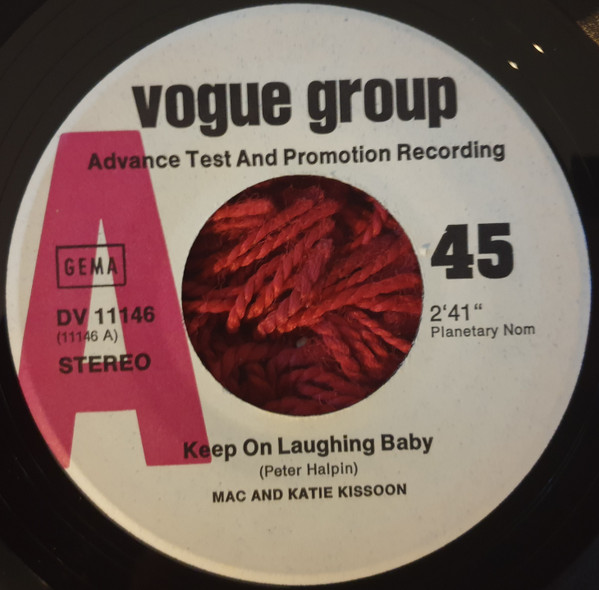 vogue group
Advance Test And Promotion Recording
A
GEMA
45
DV 11146
(11146 A)
STEREO
2'41"
Planetary Nom
Keep On Laughing Baby
(Peter Halpin)
MAC AND KATIE KISSOON